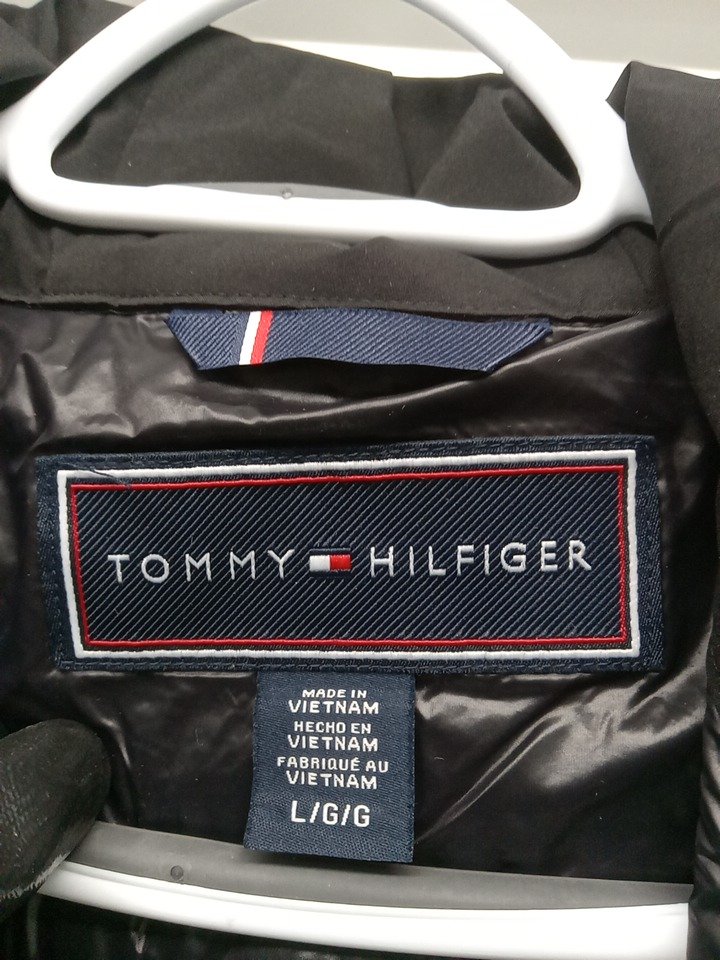 TOMMY HILFIGER
MADE IN
VIETNAM
HECHO EN
VIETNAM
FABRIQUÉ AU
VIETNAM
L/G/G